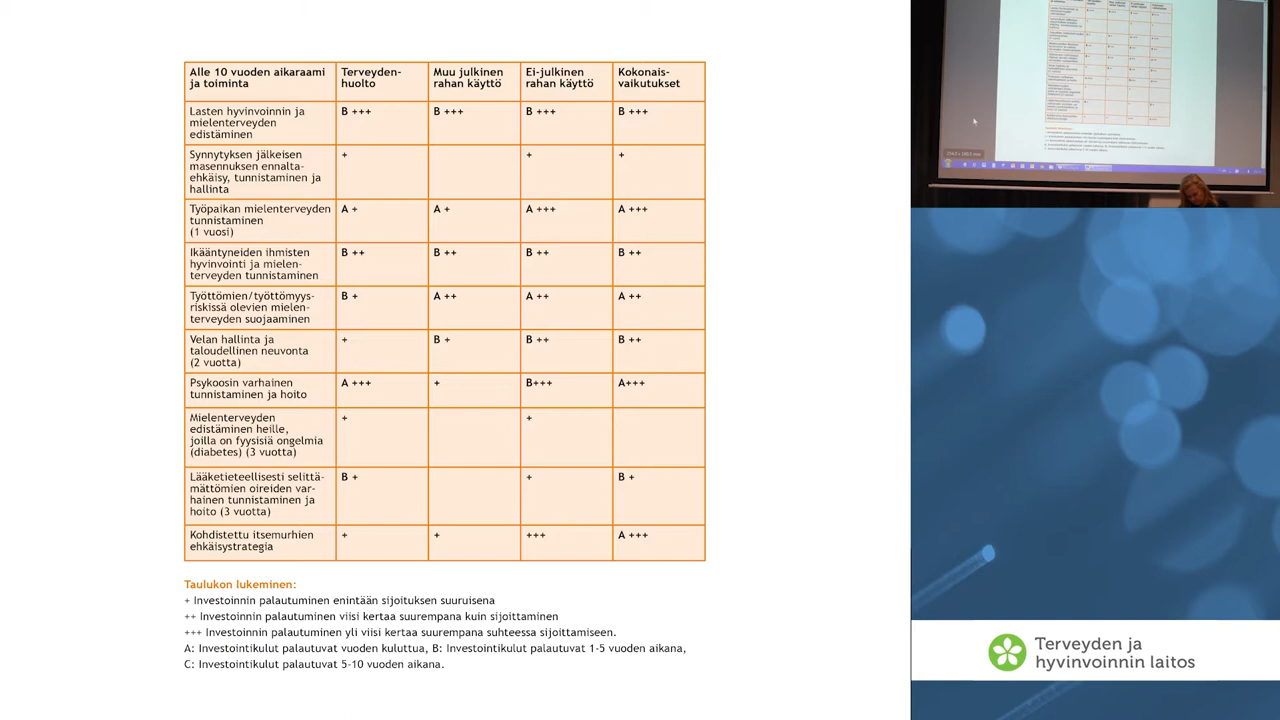 Alle 10 vuoden aikaraami
Ei julkinen
rahan käyttö
Ei-julkinen
rahan käyttö
Kokonais-
vaikutukset
Lasten hyvinvoinnin ja
mielenterveyden
edistäminen
B +++
B +++
Synnytyksen jälkeisen
masennuksen ennalta-
ehkäisy, tunnistaminen ja
hallinta
+
+
Työpaikan mielenterveyden
tunnistaminen
(1 vuosi)
A +
A +
A +++
A +++
Ikääntyneiden ihmisten
hyvinvointi ja mielen-
terveyden tunnistaminen
B ++
B ++
B ++
B ++
Työttömien/työttömyys-
riskissä olevien mielen-
terveyden suojaaminen
B +
A ++
A ++
A ++
Velan hallinta ja
taloudellinen neuvonta
(2 vuotta)
+
B +
B ++
B ++
Psykoosin varhainen
tunnistaminen ja hoito
A +++
+
B+++
A+++
Mielenterveyden
edistäminen heille,
joilla on fyysisiä ongelmia
(diabetes) (3 vuotta)
+
+
Lääketieteellisesti selittä-
mättömien oireiden var-
hainen tunnistaminen ja
hoito (3 vuotta)
B +
+
B +
Kohdistettu itsemurhien
ehkäisystrategia
+
+
+++
A +++
Taulukon lukeminen:
+ Investoinnin palautuminen enintään sijoituksen suuruisena
++ Investoinnin palautuminen viisi kertaa suurempana kuin sijoittaminen
+++ Investoinnin palautuminen yli viisi kertaa suurempana suhteessa sijoittamiseen.
A: Investointikulut palautuvat vuoden kuluttua, B: Investointikulut palautuvat 1-5 vuoden aikana,
C: Investointikulut palautuvat 5-10 vuoden aikana.
Terveyden ja
hyvinvoinnin laitos